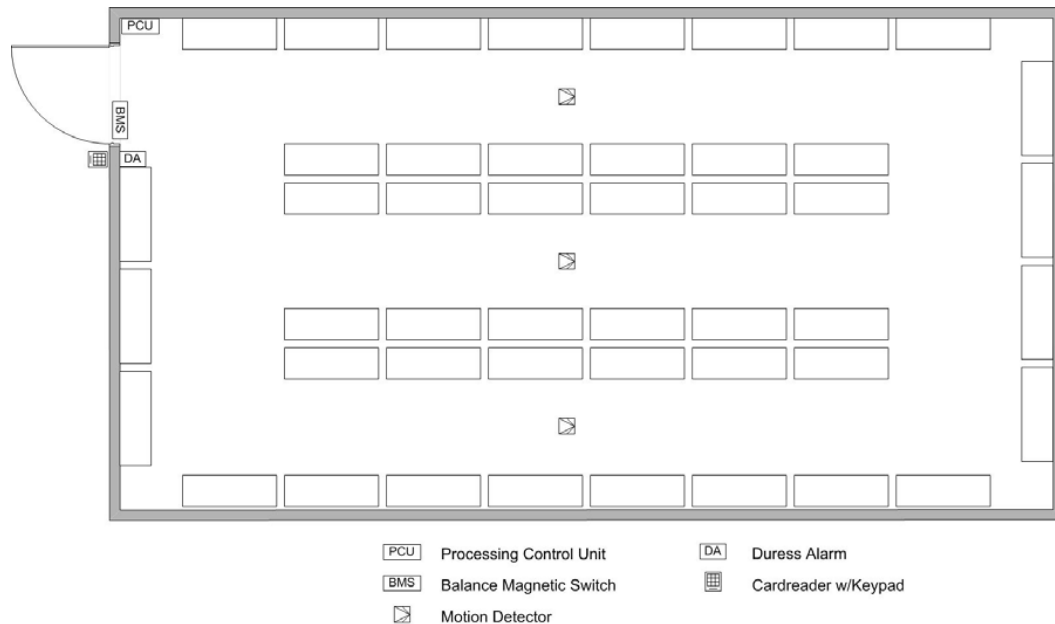 PCU
BMS
DA
PCU Processing Control Unit
DA Duress Alarm
BMS Balance Magnetic Switch
Cardreader w/Keypad
Motion Detector